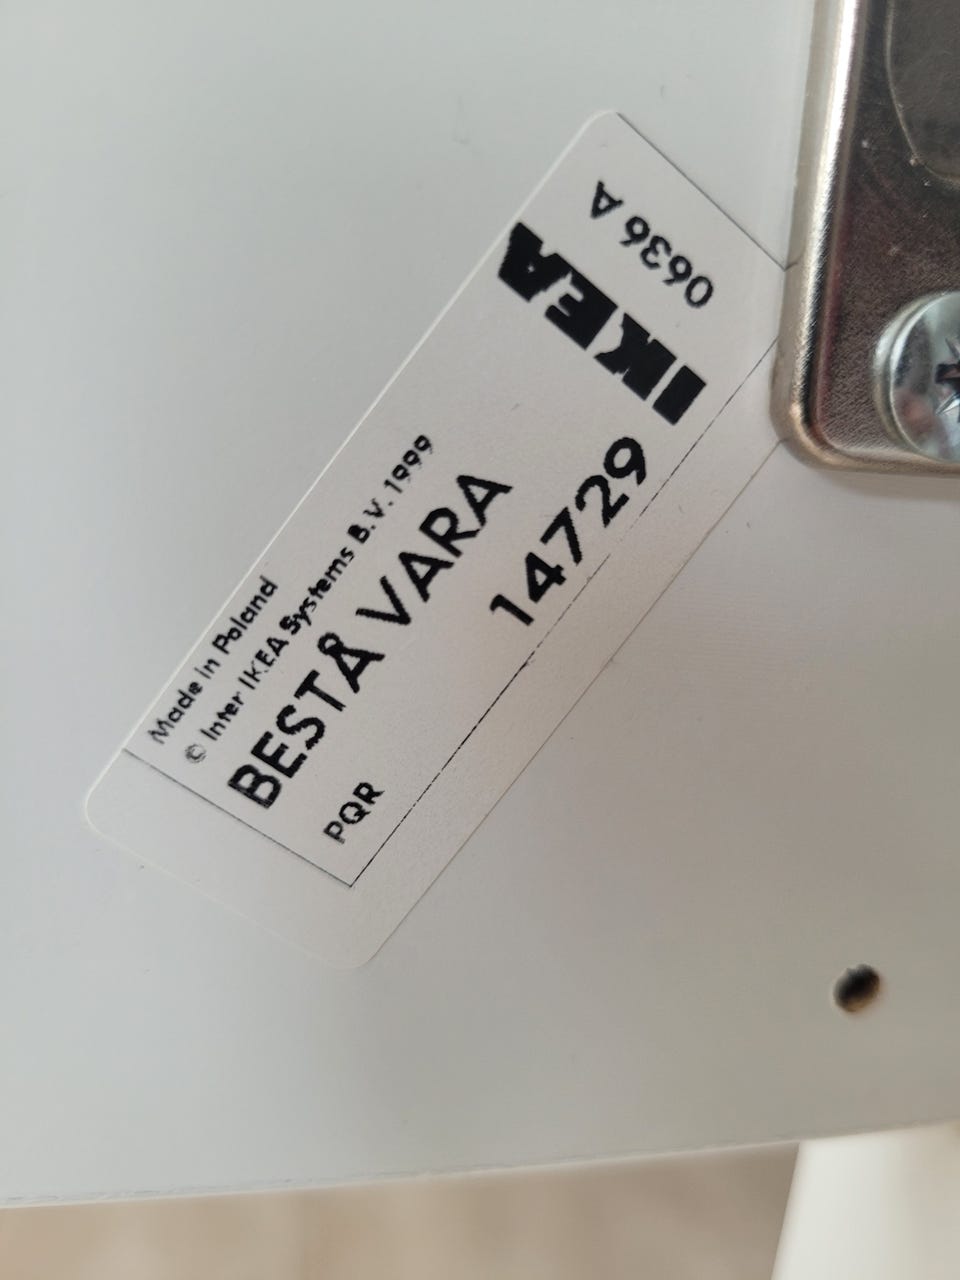 Made in Poland
© Inter IKEA Systems B.V. 1999
BESTÅ VARA
PQR
14729
IKEA
0636 A